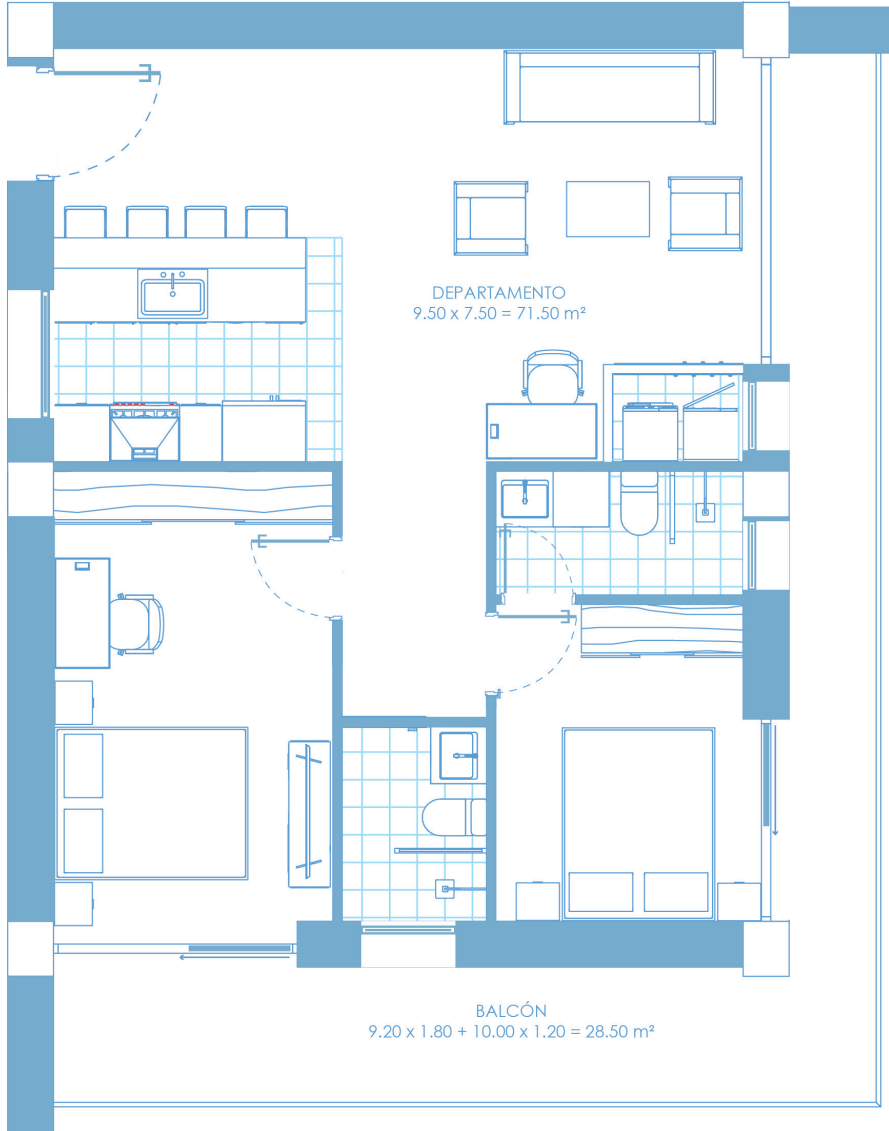 DEPARTAMENTO
9.50 x 7.50 = 71.50 m²
BALCÓN
9.20 x 1.80 + 10.00 x 1.20 = 28.50 m²